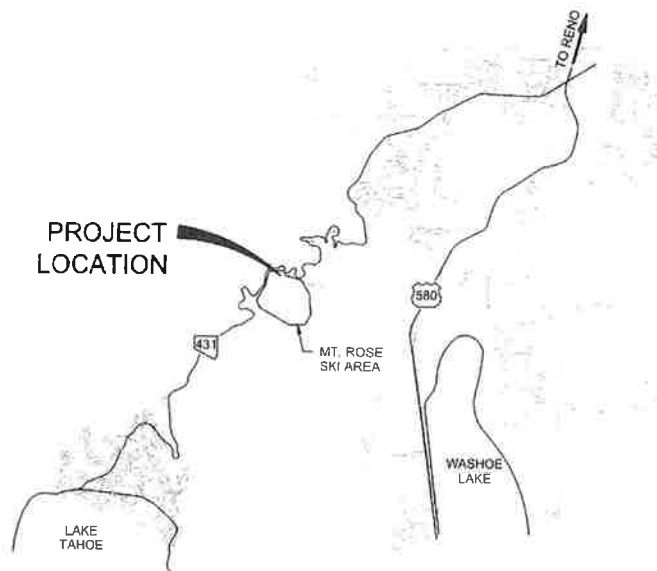 TO RENO
PROJECT
LOCATION
580
431
MT. ROSE
SKI AREA
WASHOE
LAKE
LAKE
TAHOE